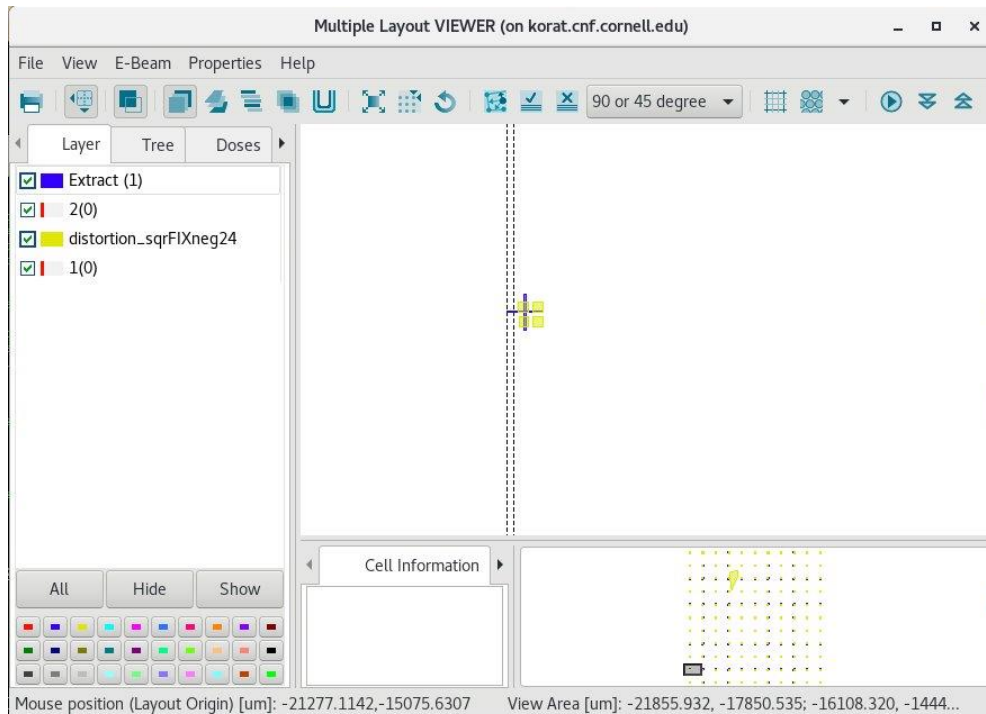 Multiple Layout VIEWER (on korat.cnf.cornell.edu)
File View E-Beam Properties Help
90 or 45 degree
Layer Tree Doses
Extract (1)
2(0)
distortion_sqrFIXneg24
1(0)
Cell Information
All Hide Show
Mouse position (Layout Origin) [um]: -21277.1142,-15075.6307 View Area [um]: -21855.932, -17850.535; -16108.320, -1444...